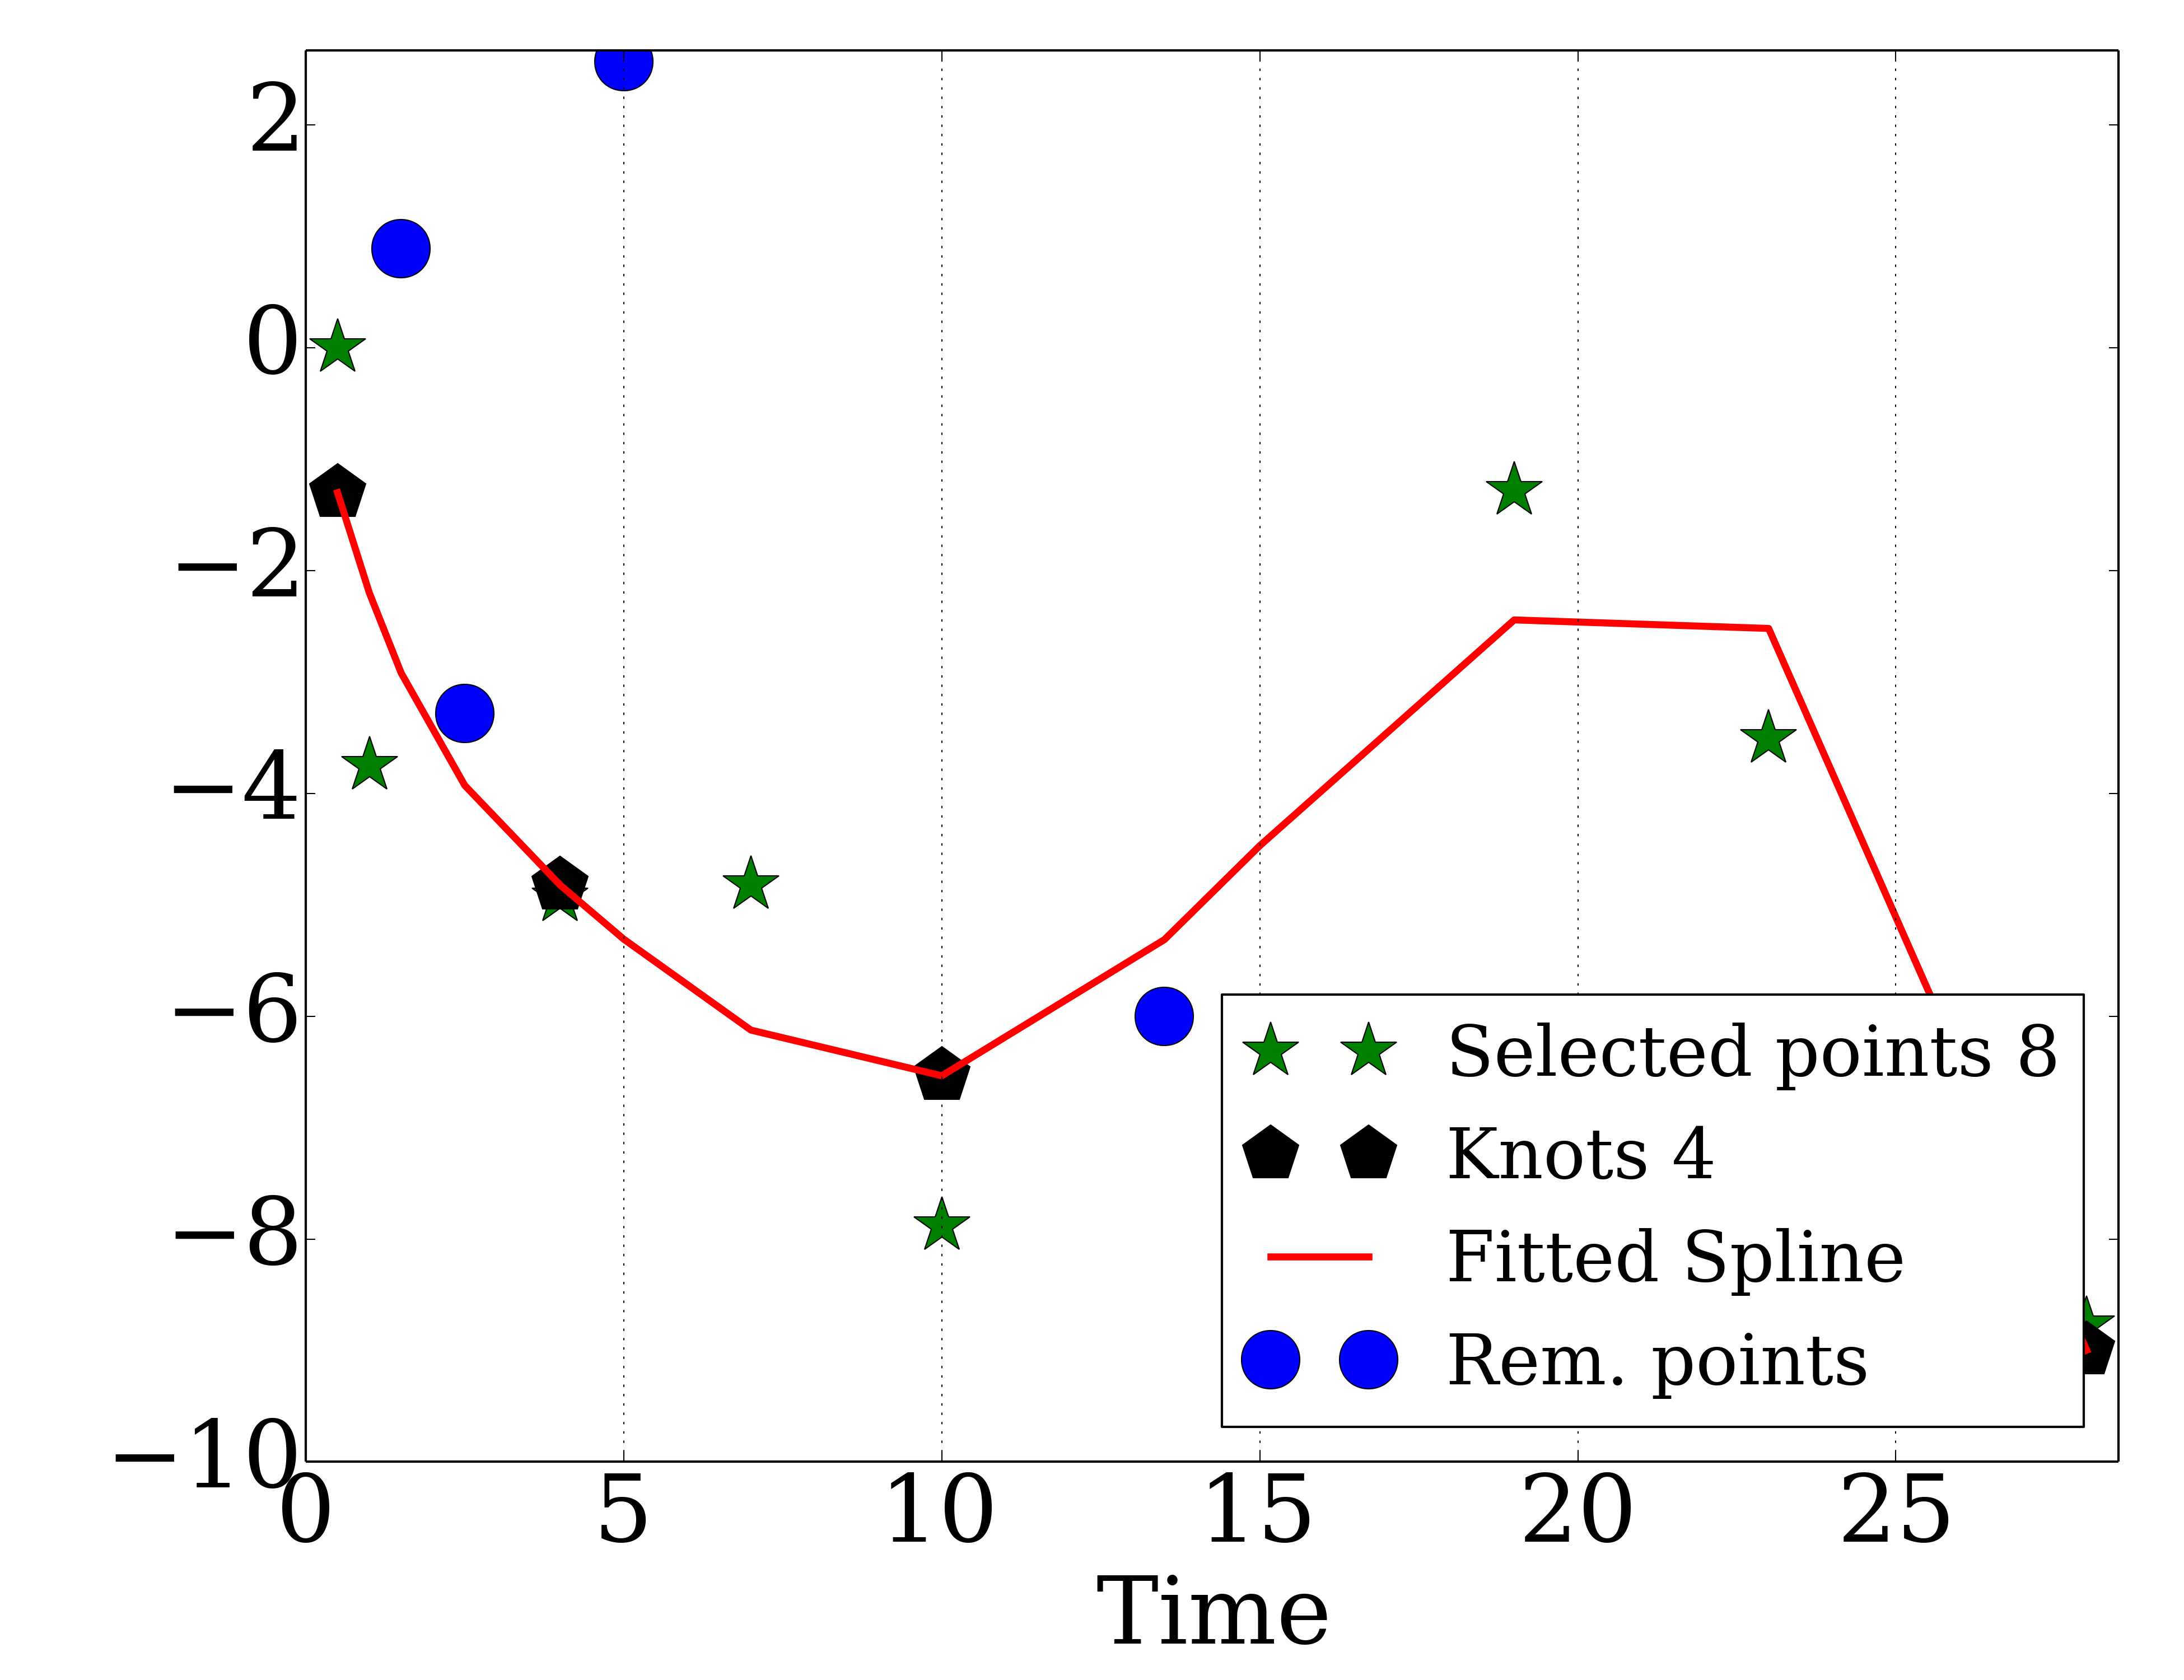 2
0
−2
−4
−6
−8
−10
0 5 10 15 20 25
Time
Selected points 8
Knots 4
Fitted Spline
Rem. points